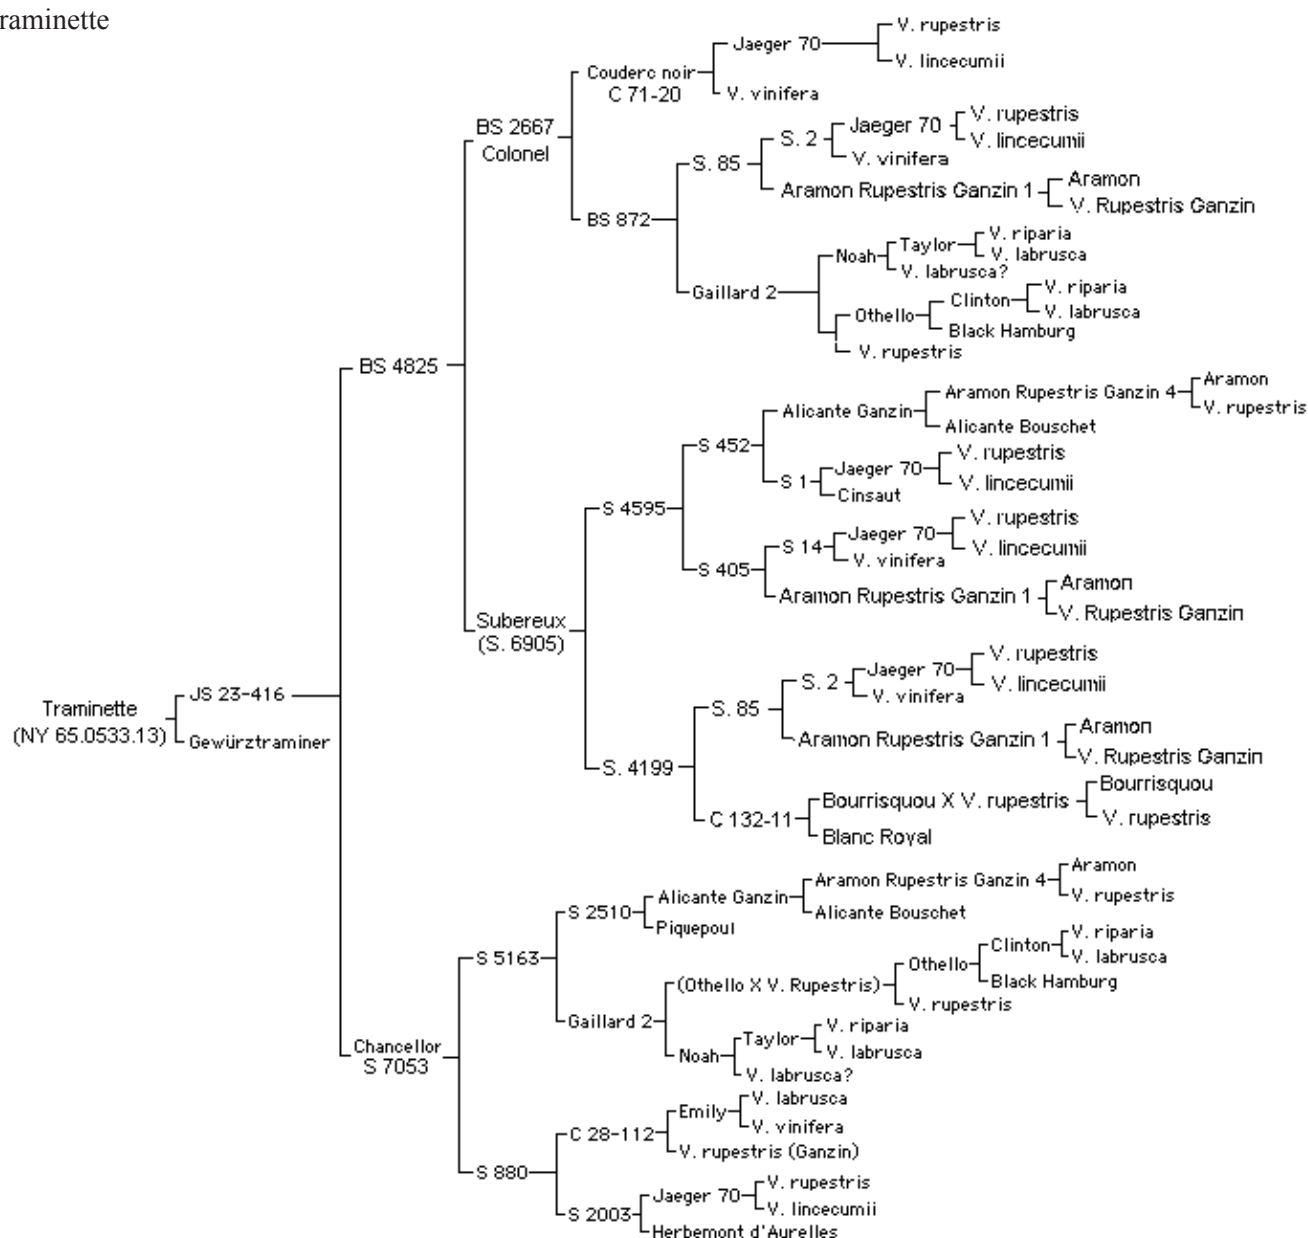 raminette
V. rupestris
Jaeger 70
V. lincecumii
Couderc noir
C 71-20
V. vinifera
BS 2667
Colonel
V. rupestris
Jaeger 70
V. lincecumii
S. 2
V. vinifera
S. 85
Aramon Rupestris Ganzin 1
Aramon
V. Rupestris Ganzin
BS 872
V. riparia
Taylor
V. labrusca
Noah
V. labrusca?
Gaillard 2
V. riparia
Clinton
V. labrusca
Othello
Black Hamburg
V. rupestris
BS 4825
Aramon
Aramon Rupestris Ganzin 4
V. rupestris
Alicante Ganzin
Alicante Bouschet
S 452
V. rupestris
Jaeger 70
V. lincecumii
S 1
Cinsaut
S 4595
V. rupestris
Jaeger 70
V. lincecumii
S 14
V. vinifera
S 405
Aramon
Aramon Rupestris Ganzin 1
V. Rupestris Ganzin
Subereux
(S. 6905)
V. rupestris
Jaeger 70
V. lincecumii
S. 2
V. vinifera
S. 85
Aramon
Aramon Rupestris Ganzin 1
V. Rupestris Ganzin
S. 4199
Bourrisquou
Bourrisquou X V. rupestris
V. rupestris
C 132-11
Blanc Royal
JS 23-416
Traminette
(NY 65.0533.13)
Gewürztraminer
Aramon
Aramon Rupestris Ganzin 4
V. rupestris
Alicante Ganzin
Alicante Bouschet
S 2510
Piquepoul
S 5163
V. riparia
Clinton
V. labrusca
Othello
Black Hamburg
(Othello X V. Rupestris)
V. rupestris
Gaillard 2
V. riparia
Taylor
V. labrusca
Noah
V. labrusca?
Chancellor
S 7053
V. labrusca
Emily
V. vinifera
C 28-112
V. rupestris (Ganzin)
S 880
V. rupestris
Jaeger 70
V. lincecumii
S 2003
Herbemont d'Aurelles